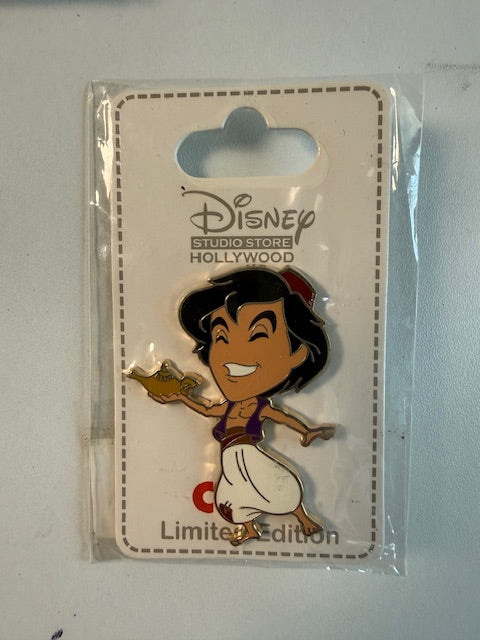 Disney
STUDIO STORE
HOLLYWOOD
Limited Edition